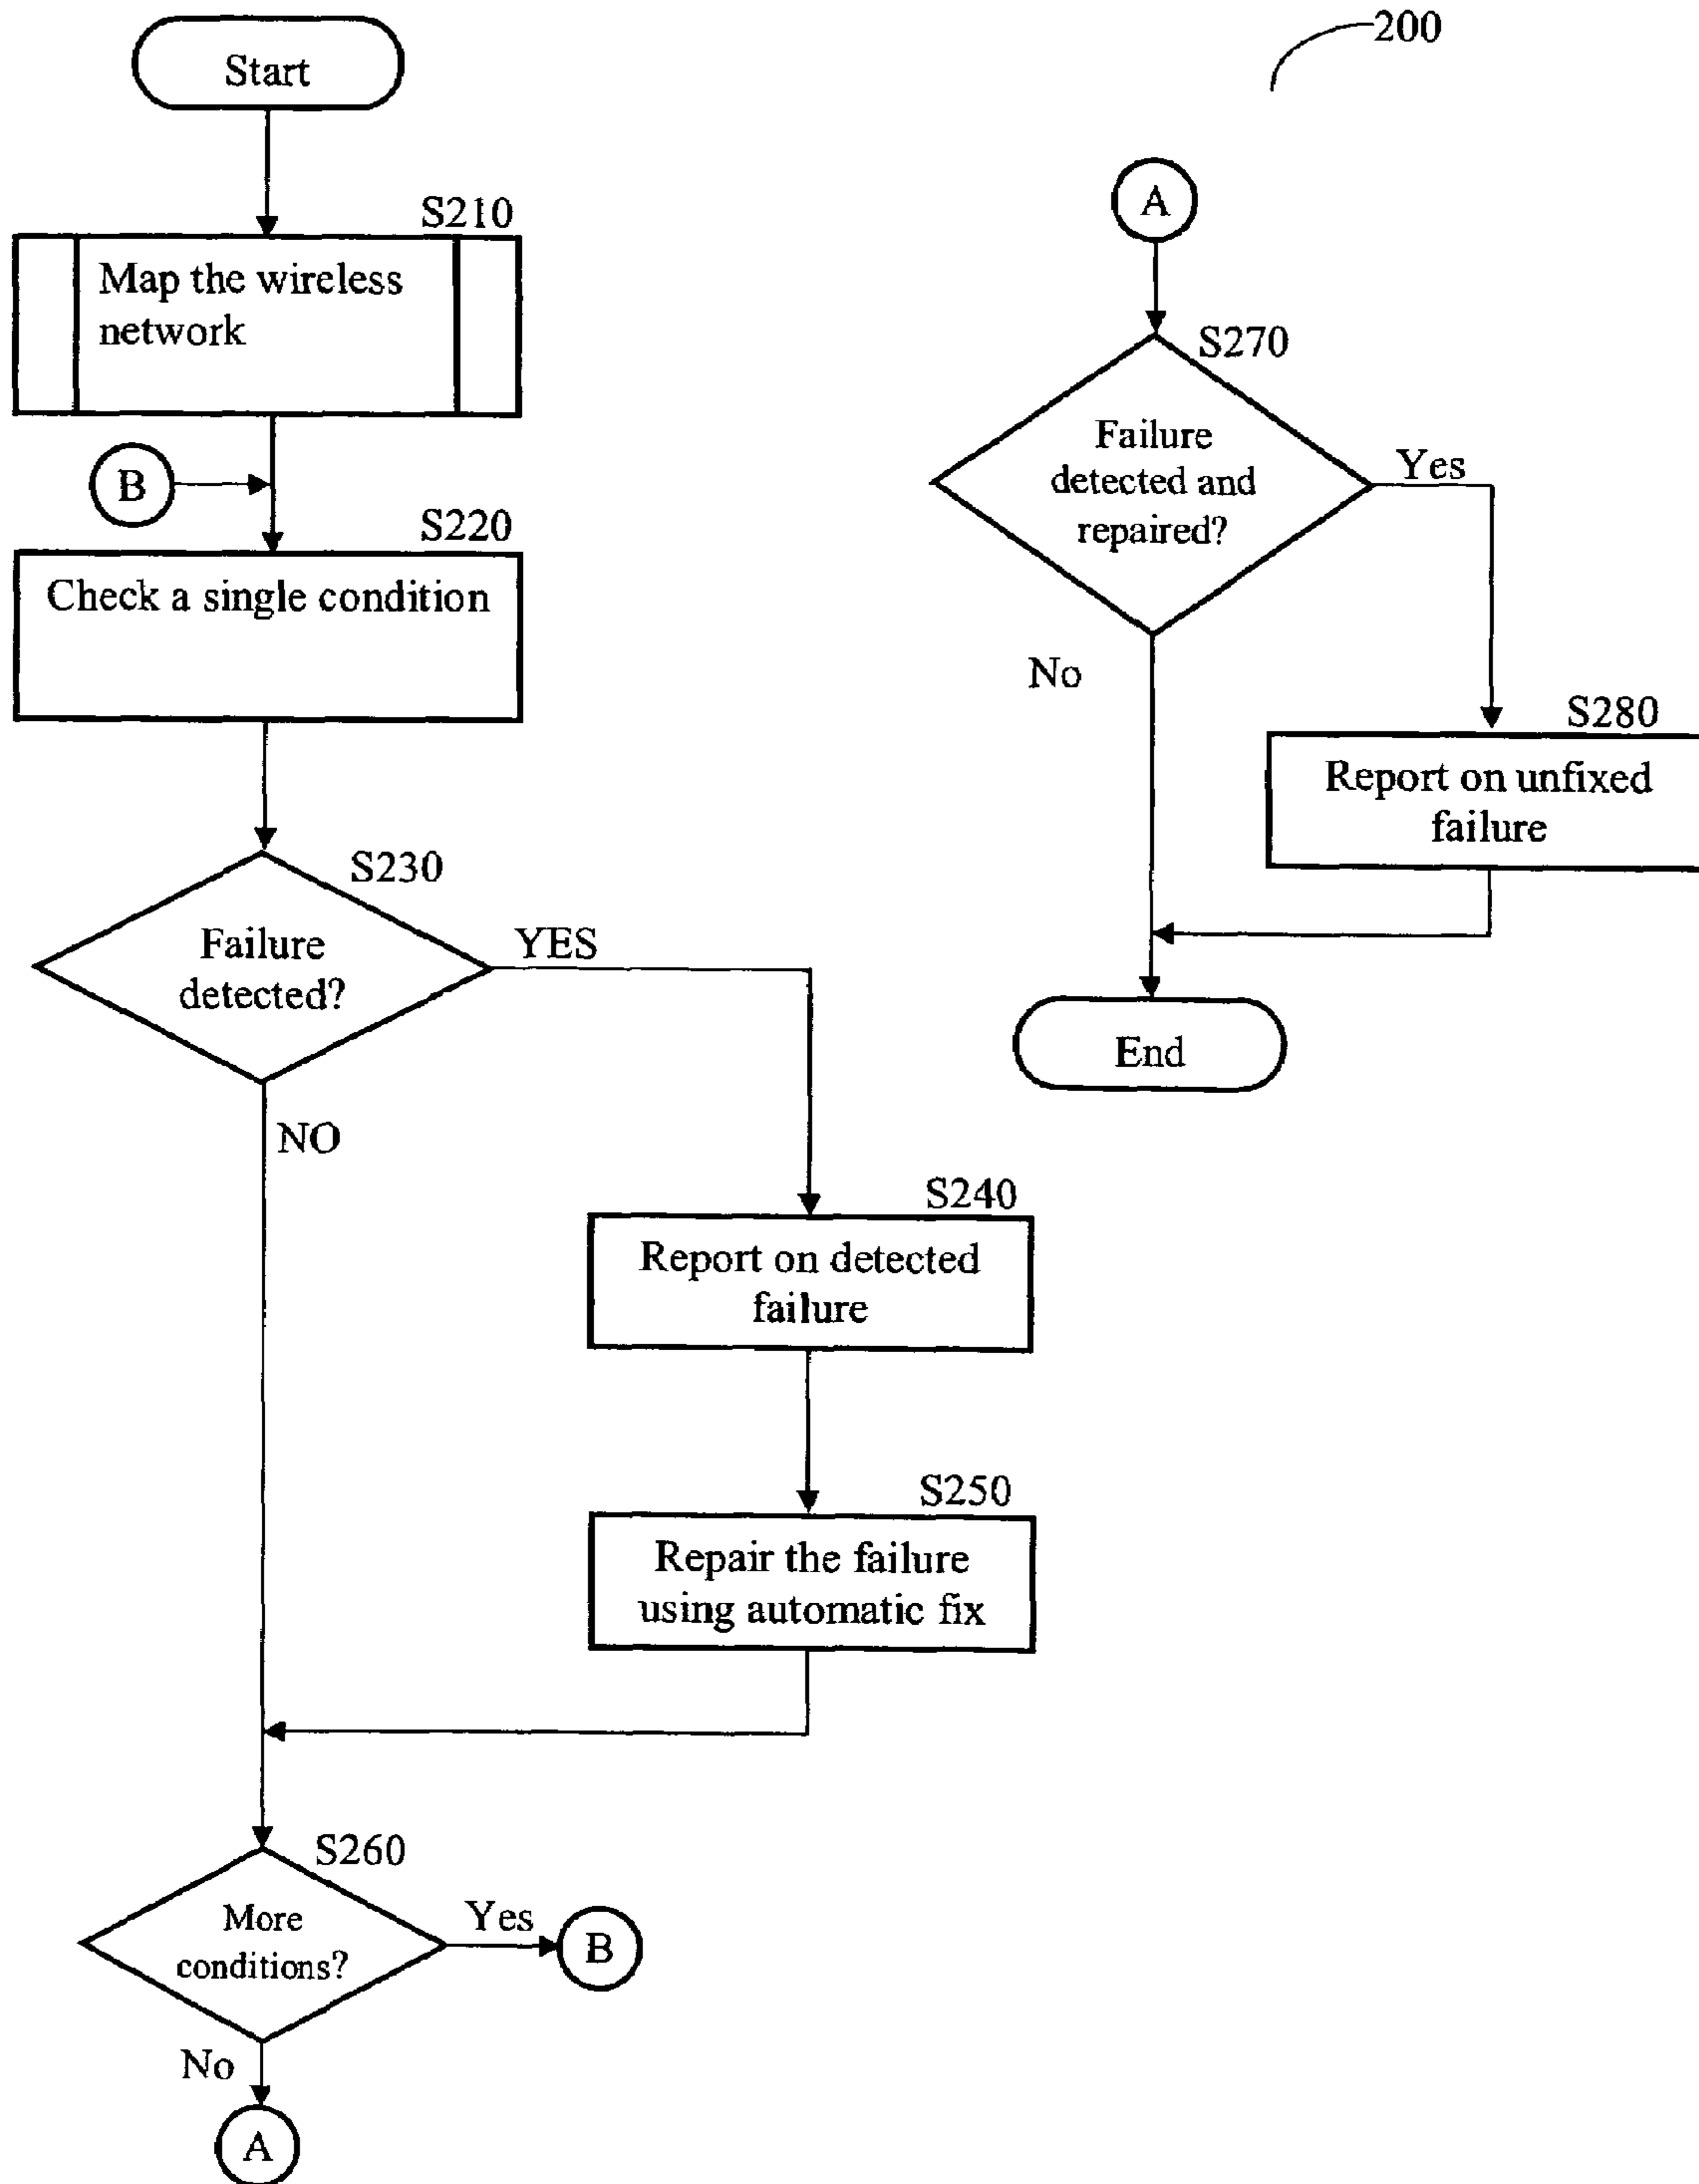 200
Start
S210
Map the wireless
network
B
S220
Check a single condition
S230
Failure
detected?
YES
NO
S240
Report on detected
failure
S250
Repair the failure
using automatic fix
S260
More
conditions?
Yes
B
No
A
A
S270
Failure
detected and
repaired?
Yes
No
S280
Report on unfixed
failure
End